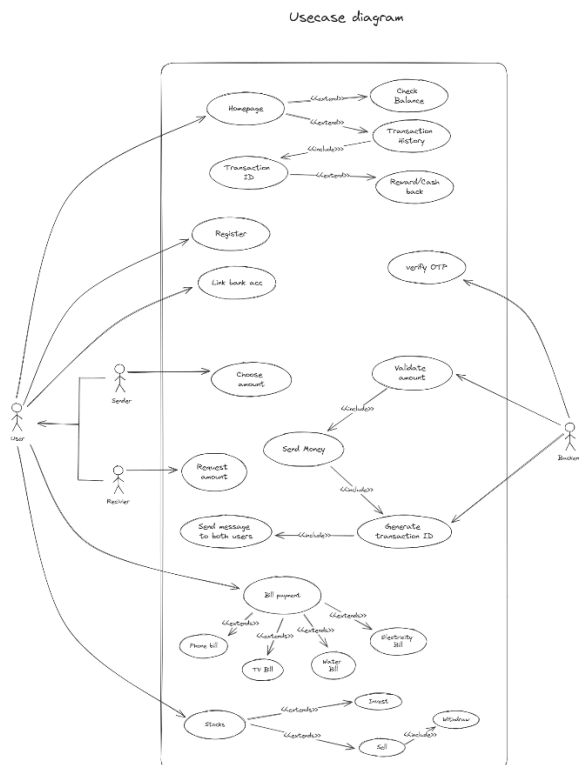 Usecase diagram
Homepage
<<extend>>
Check
Balance
<<extend>>
Transaction
History
<<include>>
Transaction
ID
<<extend>>
Reward/Cash
back
Register
verify OTP
Link bank acc
Sender
Choose
amount
Validate
amount
User
<<include>>
Send Money
Recivier
Request
amount
<<include>>
Send message
to both users
<<include>>
Generate
transaction ID
Bill payment
<<extends>>
<<extends>>
<<extends>>
<<extends>>
Phone bill
TV Bill
Water
Bill
Electricity
Bill
Stocks
<<extends>>
Invest
<<extends>>
Sell
<<include>>
Witdraw